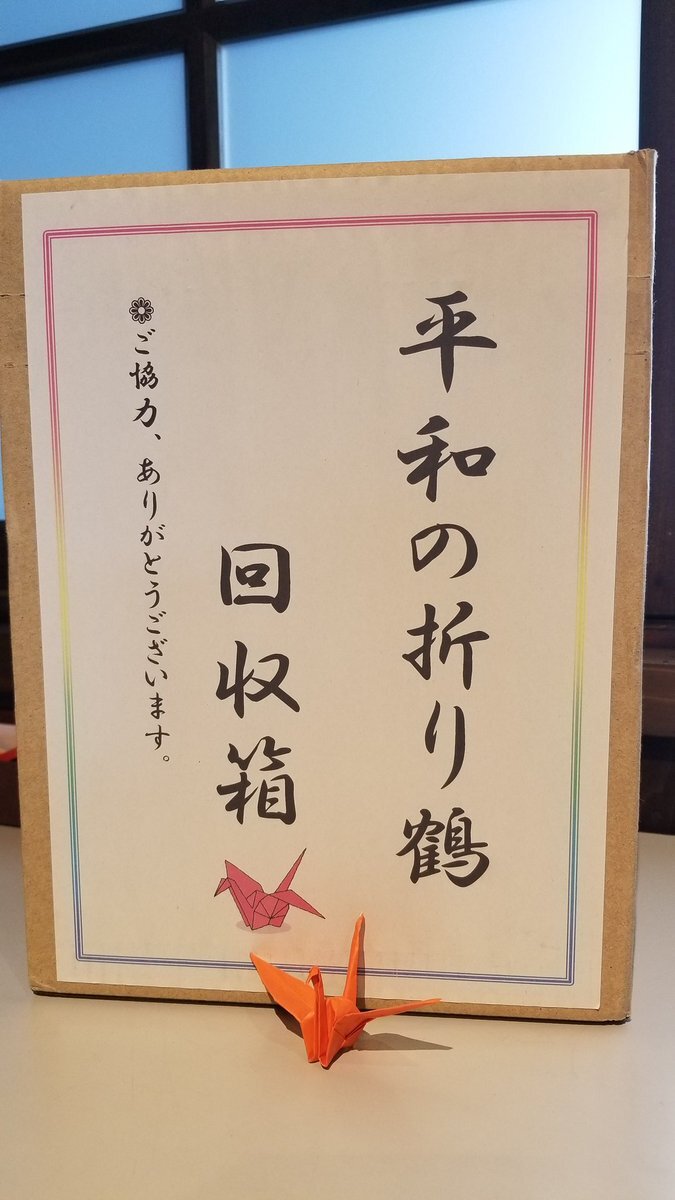 平和の折り鶴
回収箱
ご協力、ありがとうございます。